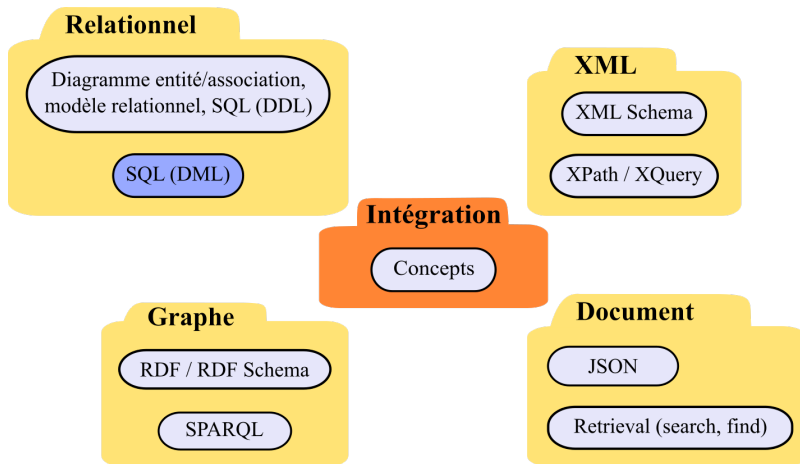 Relationnel
Diagramme entité/association,
modèle relationnel, SQL (DDL)
SQL (DML)
XML
XML Schema
XPath / XQuery
Intégration
Concepts
Graphe
RDF / RDF Schema
SPARQL
Document
JSON
Retrieval (search, find)